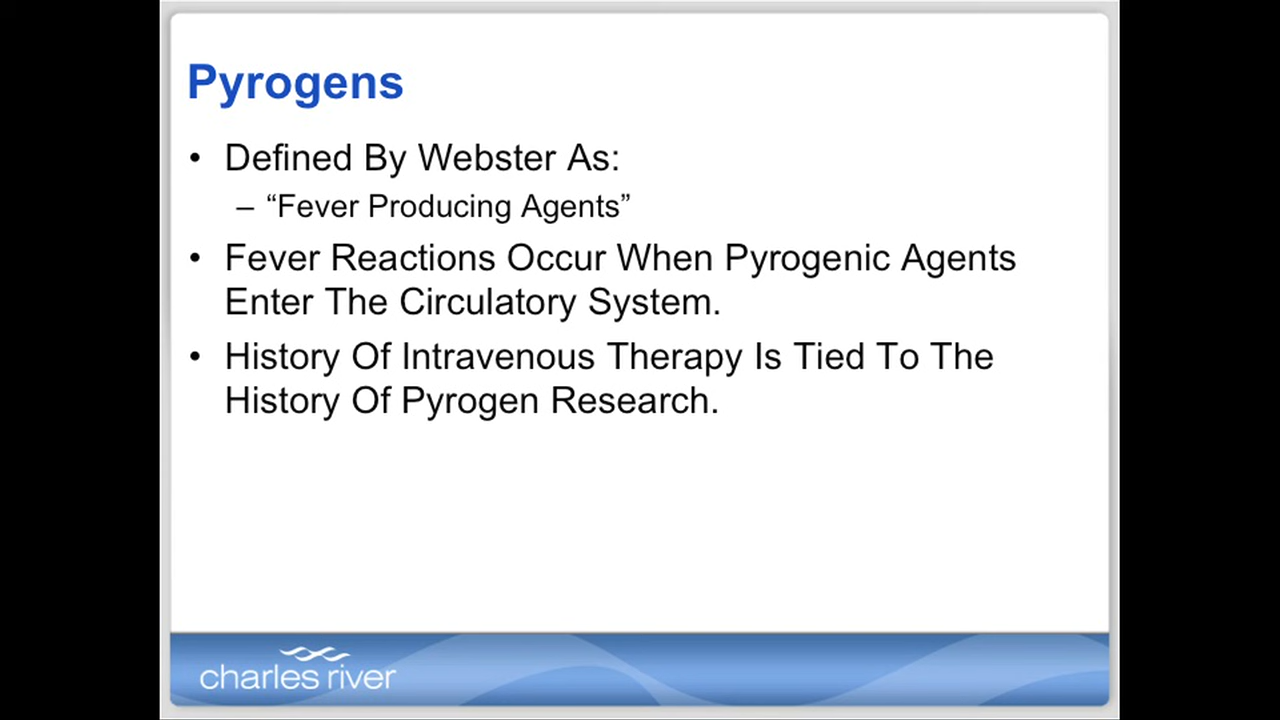 Pyrogens
• Defined By Webster As:
– “Fever Producing Agents”
• Fever Reactions Occur When Pyrogenic Agents
Enter The Circulatory System.
• History Of Intravenous Therapy Is Tied To The
History Of Pyrogen Research.
charles river